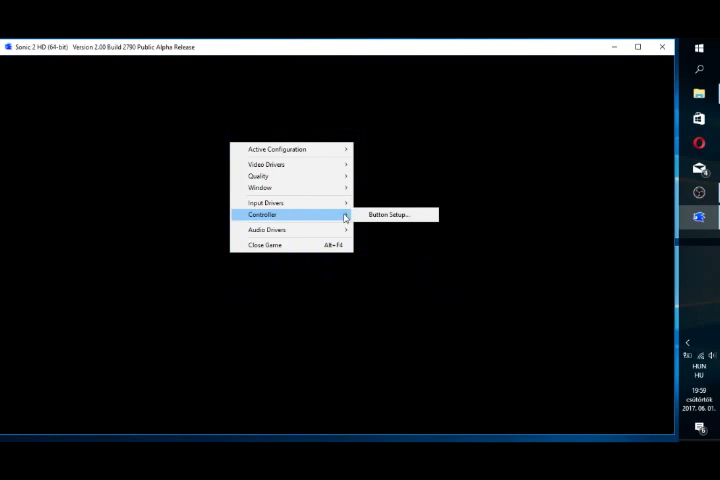 Sonic 2 HD (64-bit)   Version 2.00 Build 2790 Public Alpha Release
Active Configuration
Video Drivers
Quality
Window
Input Drivers
Controller
Button Setup...
Audio Drivers
Close Game   Alt+F4
4
HUN
HU
19:59
csütörtök
2017. 06. 01.
6